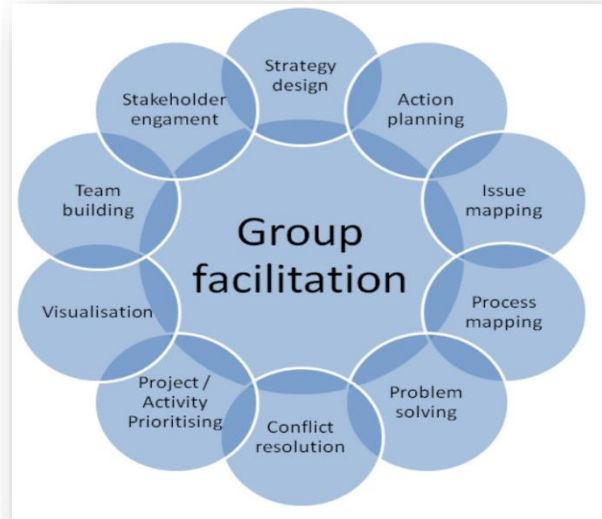 Group
facilitation
Strategy
design
Action
planning
Issue
mapping
Process
mapping
Problem
solving
Conflict
resolution
Project /
Activity
Prioritising
Visualisation
Team
building
Stakeholder
engament